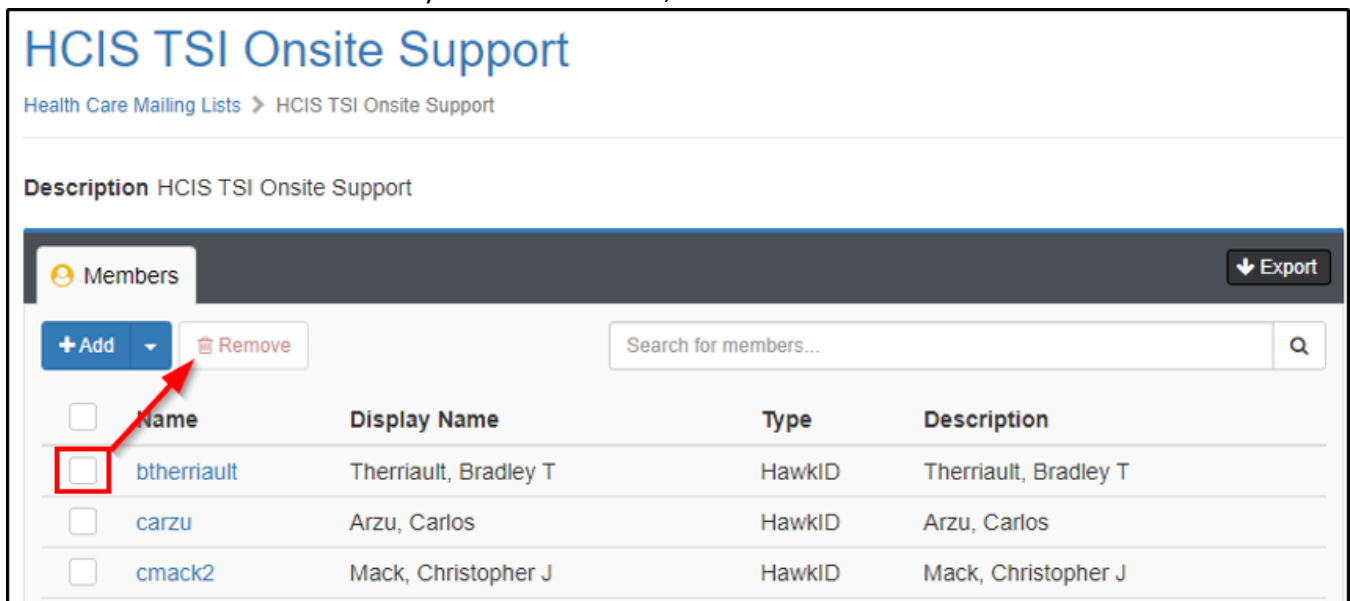 HCIS TSI Onsite Support
Health Care Mailing Lists > HCIS TSI Onsite Support
Description HCIS TSI Onsite Support
Members Export
Add Remove Search for members...
Name Display Name Type Description
btherriault Therriault, Bradley T HawkID Therriault, Bradley T
carzu Arzu, Carlos HawkID Arzu, Carlos
cmack2 Mack, Christopher J HawkID Mack, Christopher J